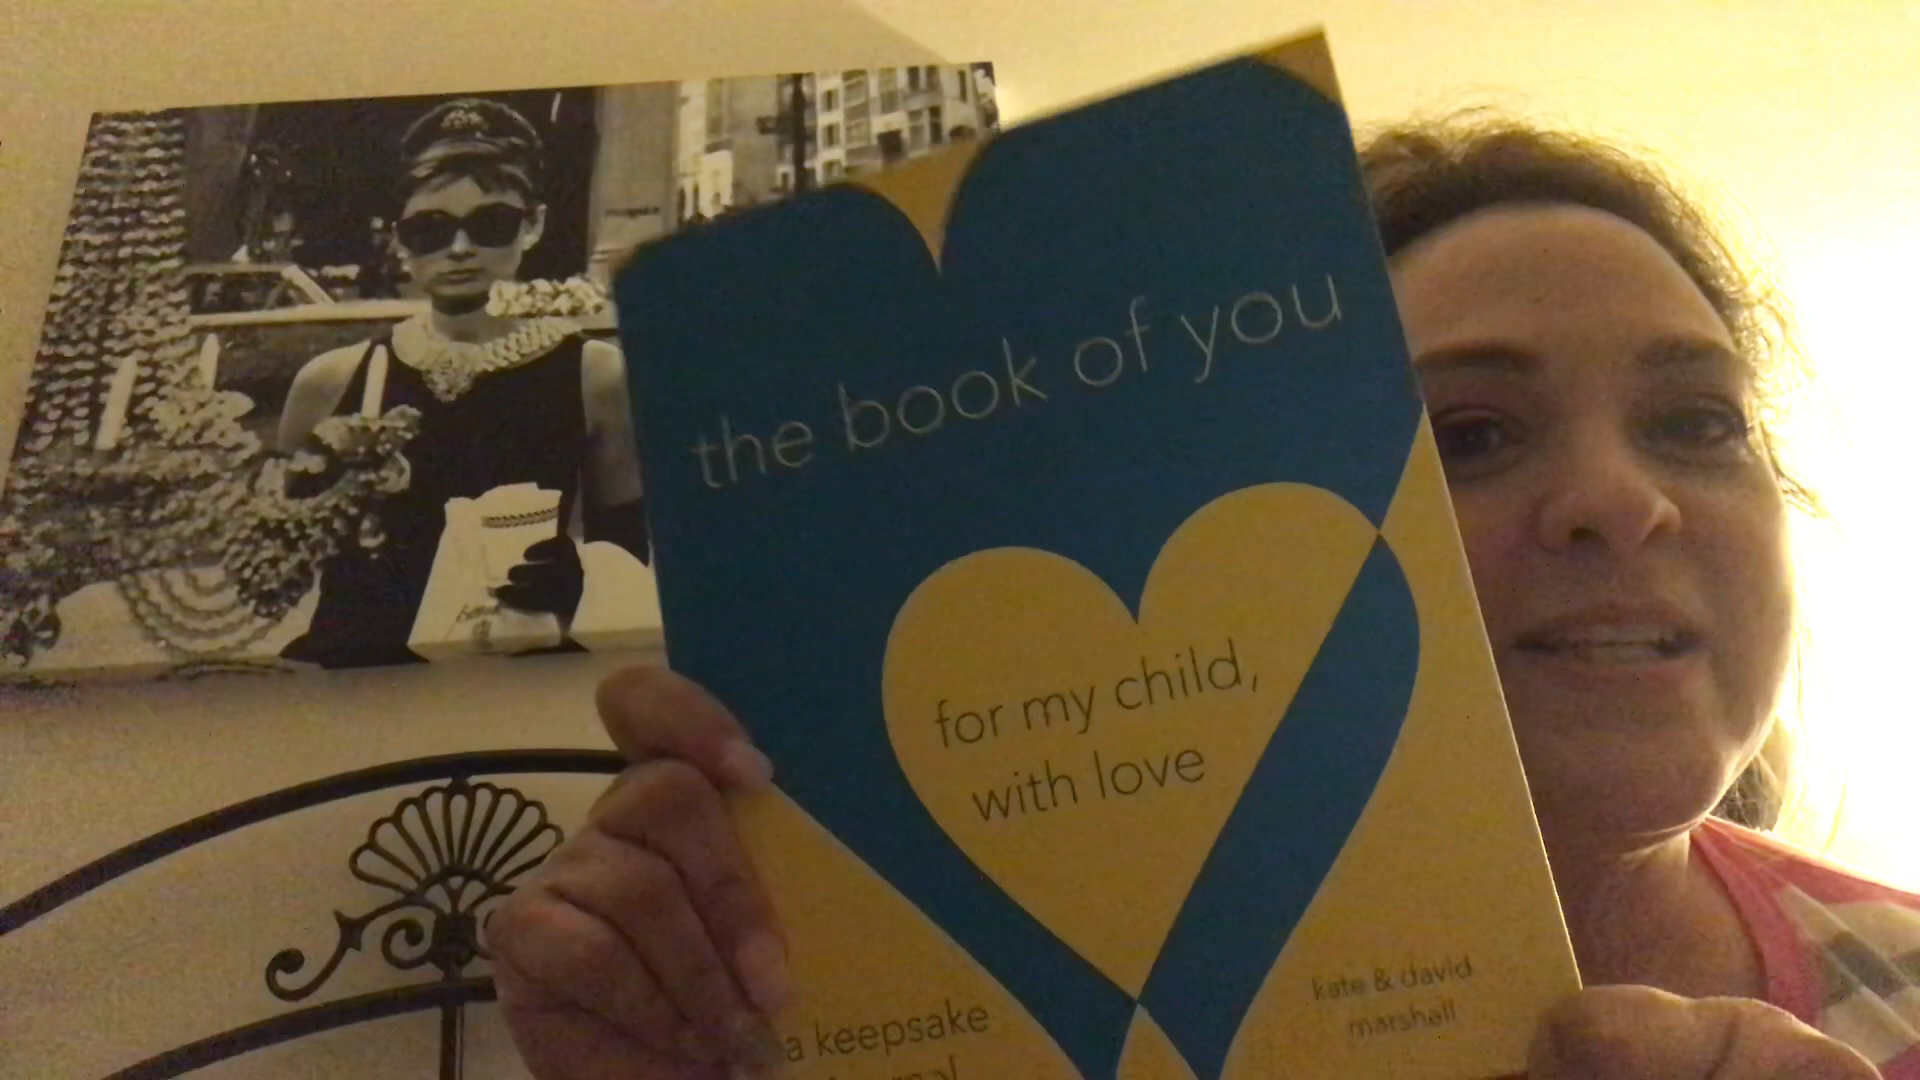 the book of you
for my child,
with love
a keepsake
kate & david
marshall